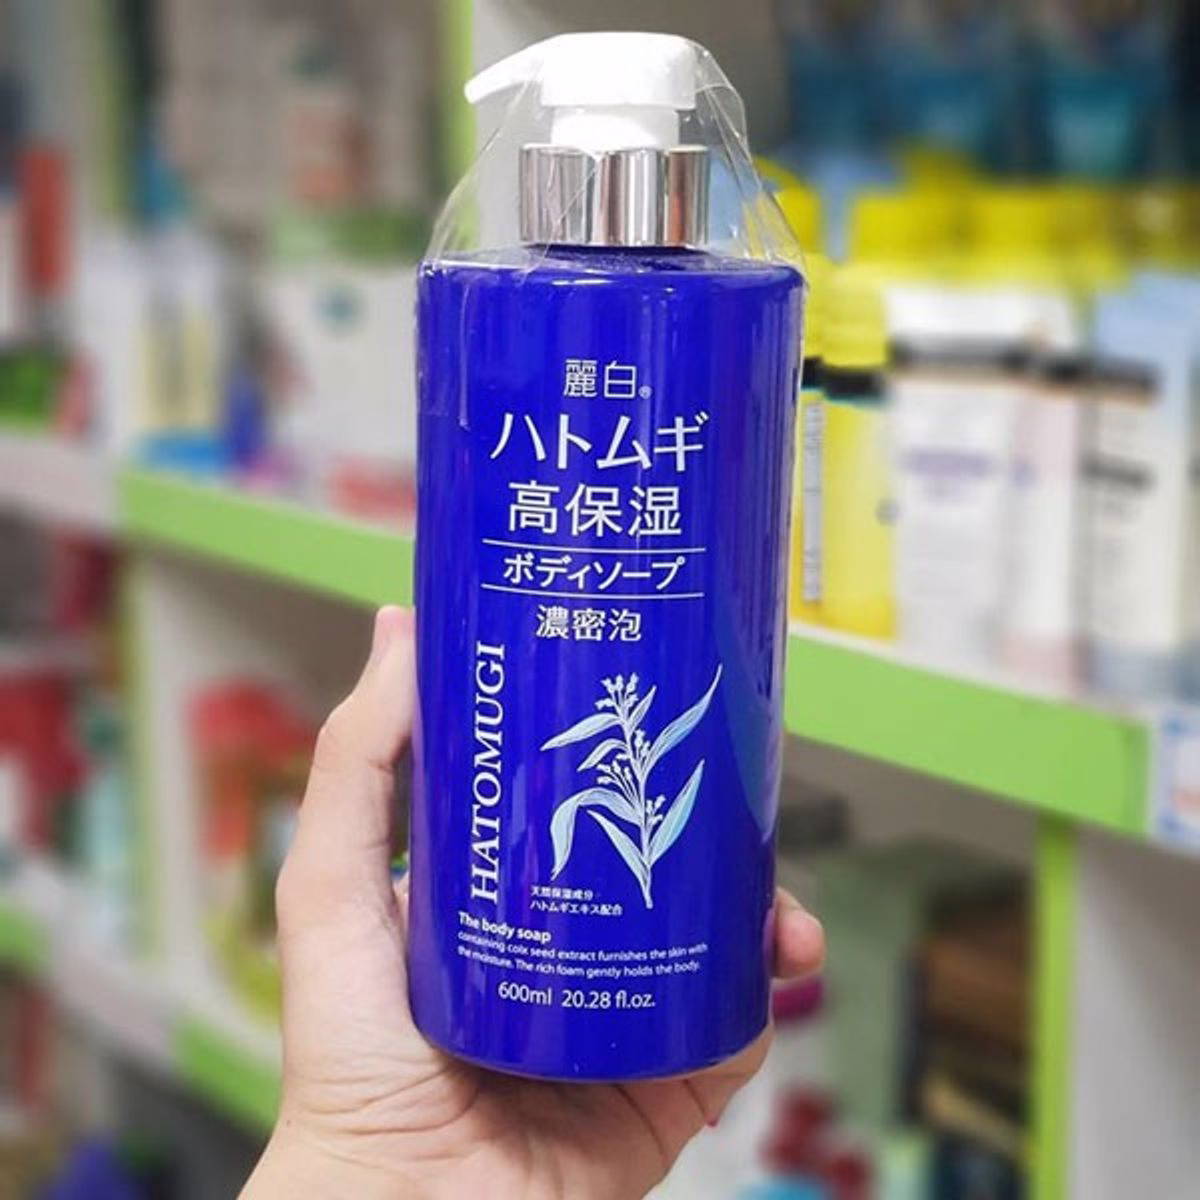 麗白®
ハトムギ
高保湿
ボディソープ
濃密泡
HATOMUGI
天然保湿成分
ハトムギエキス配合
The body soap
containing coix seed extract furnishes the skin with
the moisture. The rich foam gently holds the body.
600ml 20.28 fl.oz.